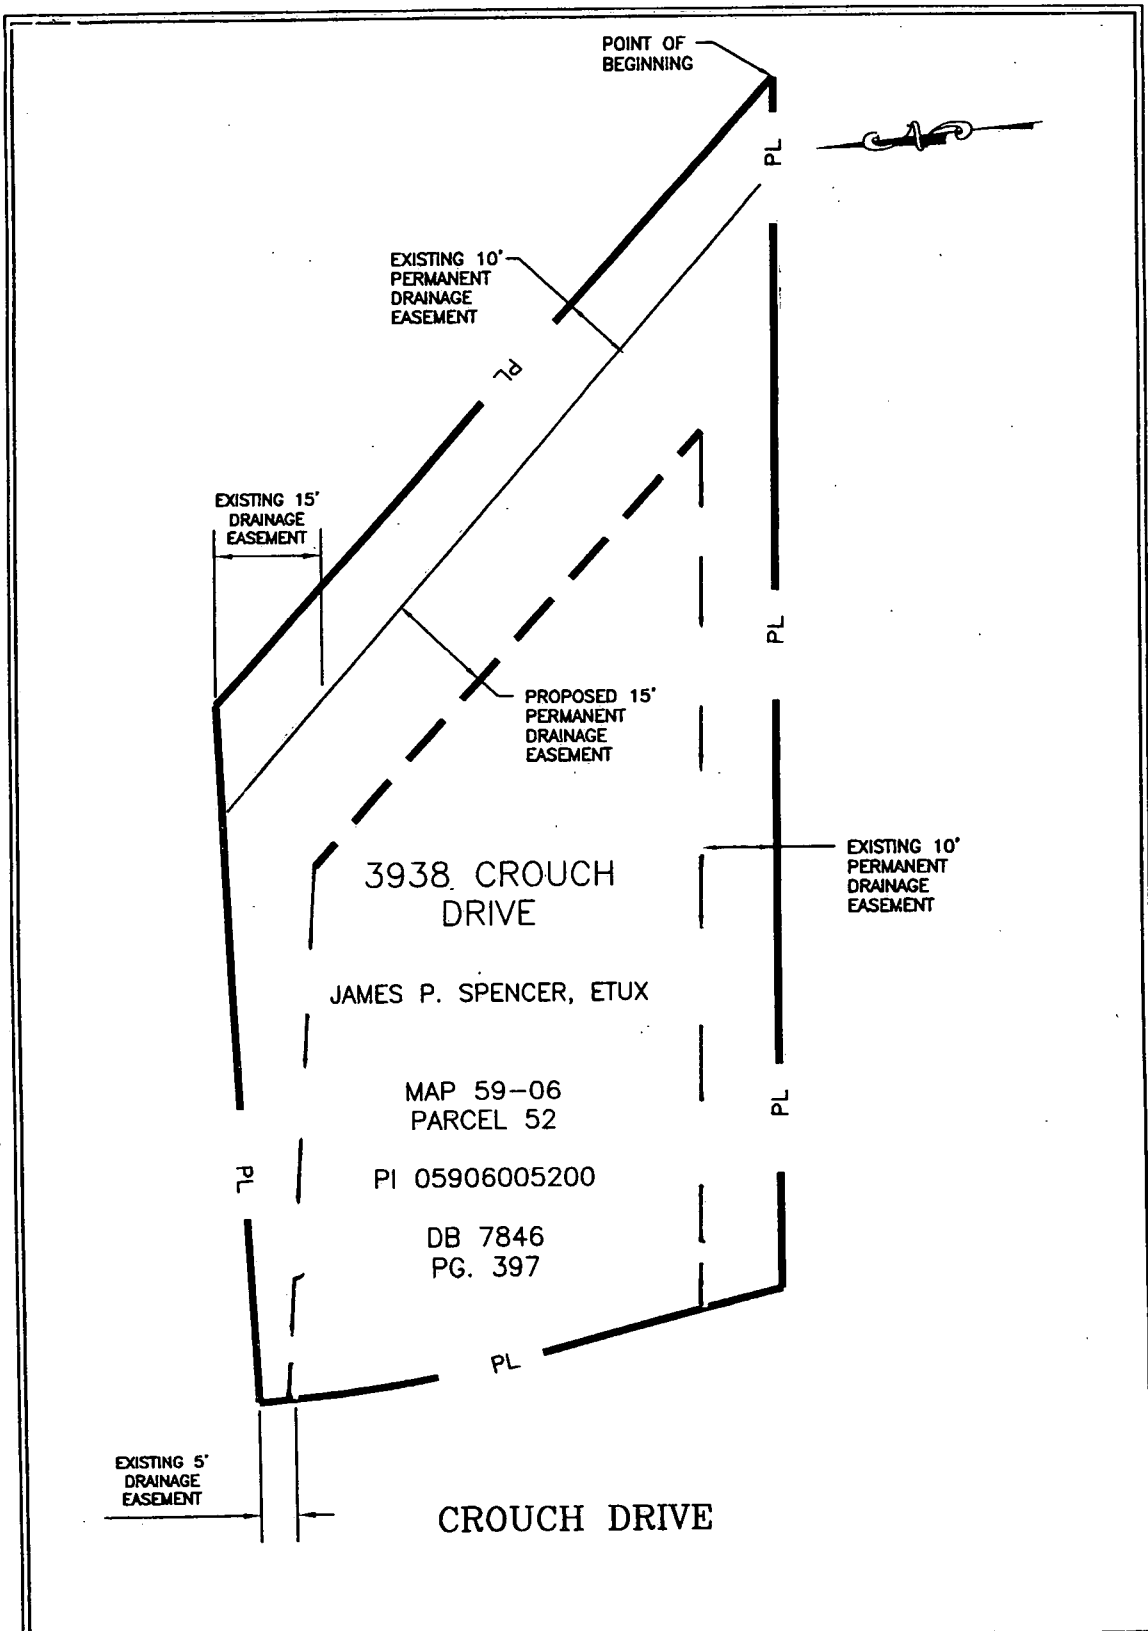 POINT OF
BEGINNING
PL
EXISTING 10'
PERMANENT
DRAINAGE
EASEMENT
PL
EXISTING 15'
DRAINAGE
EASEMENT
PL
PROPOSED 15'
PERMANENT
DRAINAGE
EASEMENT
3938 CROUCH
DRIVE
EXISTING 10'
PERMANENT
DRAINAGE
EASEMENT
JAMES P. SPENCER, ETUX
MAP 59-06
PARCEL 52
PL
PI 05906005200
PL
DB 7846
PG. 397
PL
EXISTING 5'
DRAINAGE
EASEMENT
CROUCH DRIVE